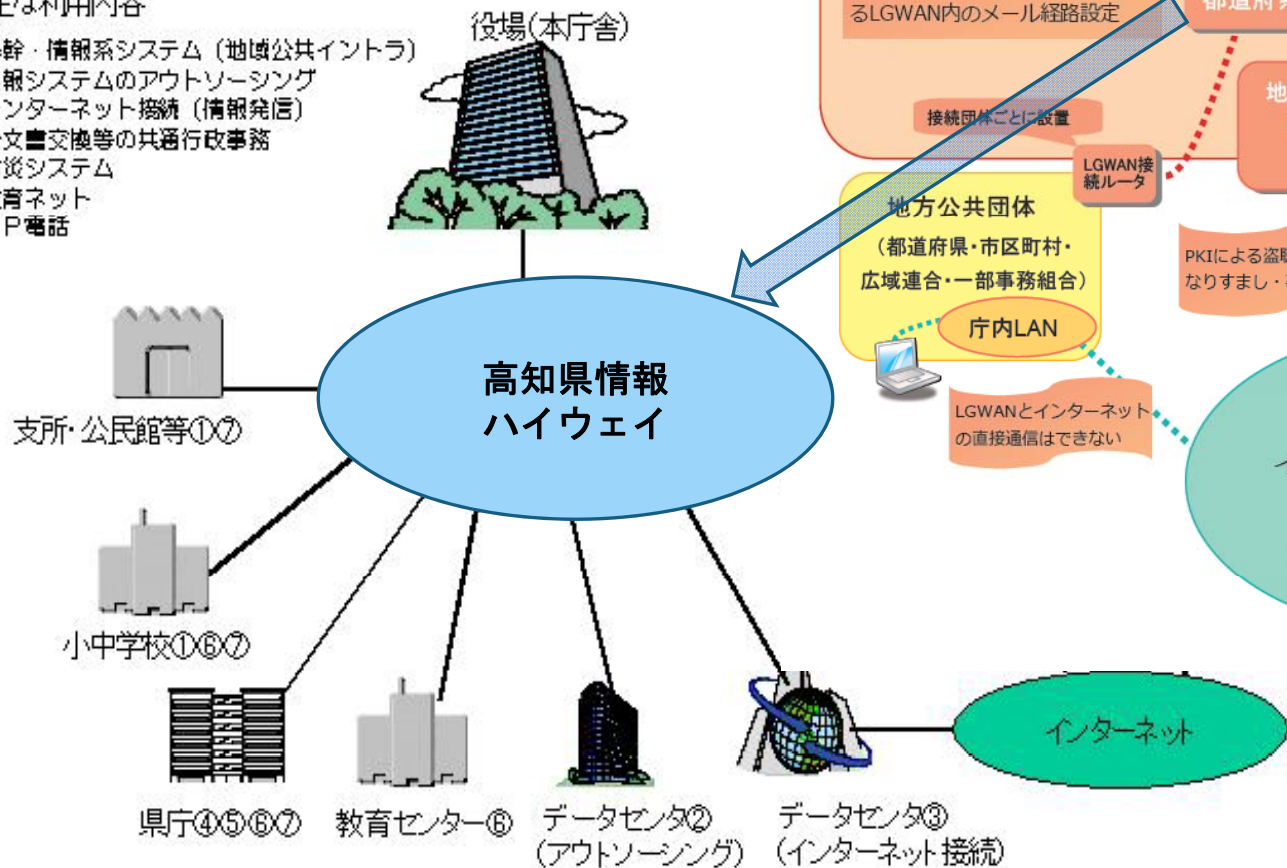 主な利用内容
幹・情報系システム（地域公共イントラ）
報システムのアウトソーシング
ンターネット接続（情報発信）
文書交換等の共通行政事務
災システム
育ネット
Ｐ電話
役場(本庁舎)
るLGWAN内のメール経路設定
都道府県
接続団体ごとに設置
LGWAN接
続ルータ
地
地方公共団体
（都道府県・市区町村・
広域連合・一部事務組合）
庁内LAN
PKIによる盗聴
なりすまし・
LGWANとインターネット
の直接通信はできない
高知県情報
ハイウェイ
支所・公民館等①⑦
小中学校①⑥⑦
県庁④⑤⑥⑦
教育センター⑥
データセンタ②
（アウトソーシング）
データセンタ③
（インターネット接続）
インターネット